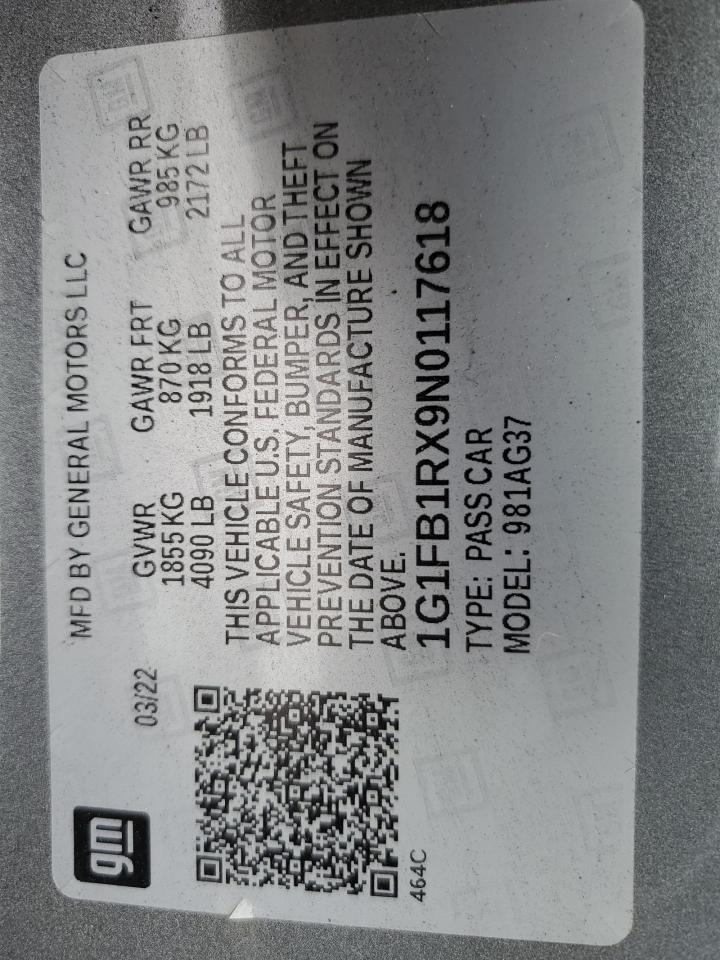 gm
MFD BY GENERAL MOTORS LLC
03/22
GVWR GAWR FRT GAWR RR
1855 KG 870 KG 985 KG
4090 LB 1918 LB 2172 LB
THIS VEHICLE CONFORMS TO ALL
APPLICABLE U.S. FEDERAL MOTOR
VEHICLE SAFETY, BUMPER, AND THEFT
PREVENTION STANDARDS IN EFFECT ON
THE DATE OF MANUFACTURE SHOWN
ABOVE.
1G1FB1RX9N0117618
TYPE: PASS CAR
MODEL: 981AG37
464C